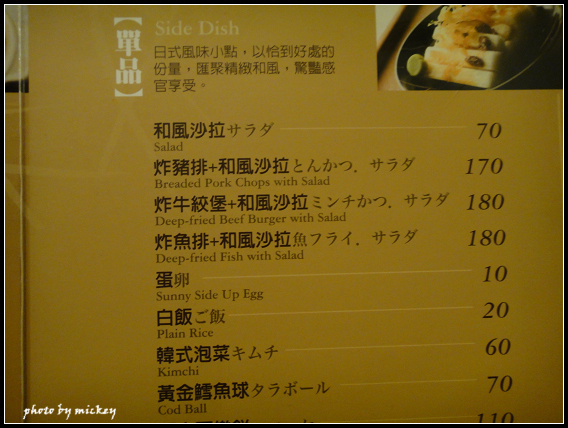 【單品】
Side Dish
日式風味小點，以恰到好處的
份量，匯聚精緻和風，驚豔感
官享受。
和風沙拉サラダ 70
Salad
炸豬排+和風沙拉とんかつ．サラダ 170
Breaded Pork Chops with Salad
炸牛絞堡+和風沙拉ミンチかつ．サラダ 180
Deep-fried Beef Burger with Salad
炸魚排+和風沙拉魚フライ．サラダ 180
Deep-fried Fish with Salad
蛋卵 10
Sunny Side Up Egg
白飯ご飯 20
Plain Rice
韓式泡菜キムチ 60
Kimchi
黃金鱈魚球タラボール 70
Cod Ball
110
photo by mickey